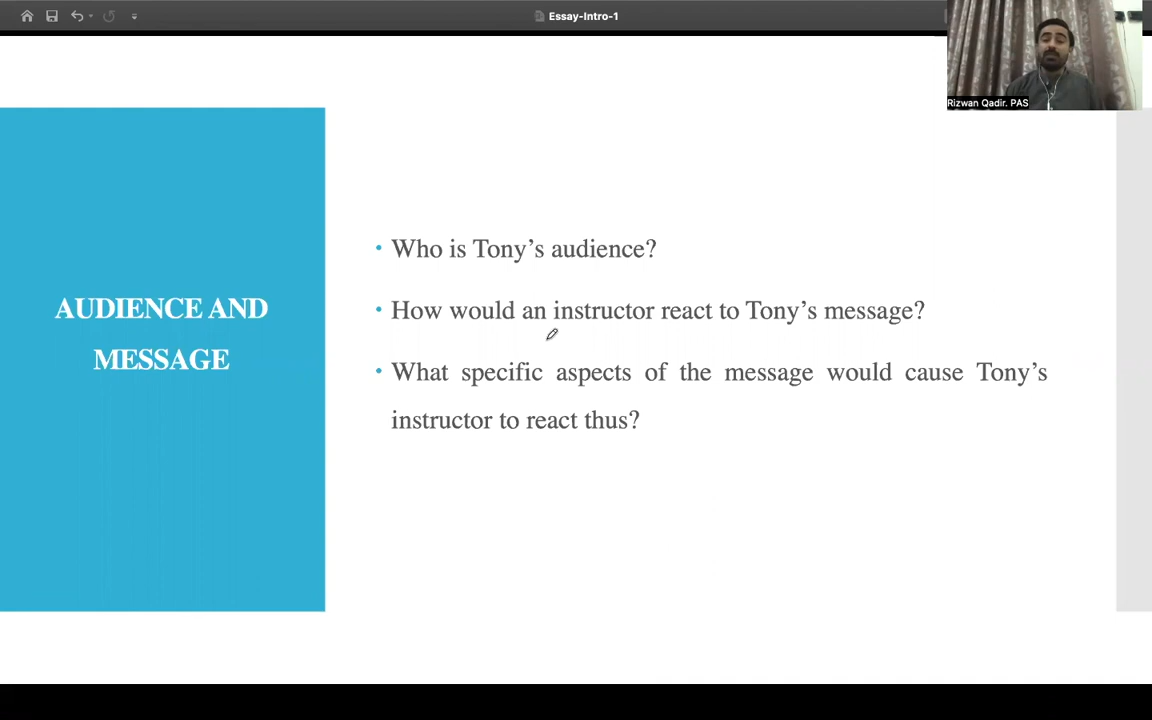 Essay-Intro-1
Rizwan Qadir. PAS
AUDIENCE AND
MESSAGE
• Who is Tony’s audience?
• How would an instructor react to Tony’s message?
• What specific aspects of the message would cause Tony’s
instructor to react thus?